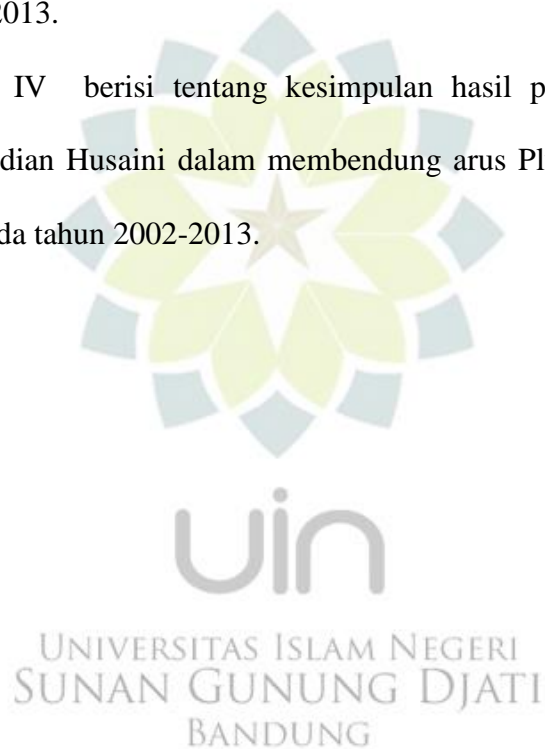 2013.
IV berisi tentang kesimpulan hasil p
dian Husaini dalam membendung arus Pl
da tahun 2002-2013.
uin
UNIVERSITAS ISLAM NEGERI
SUNAN GUNUNG DJATI
BANDUNG